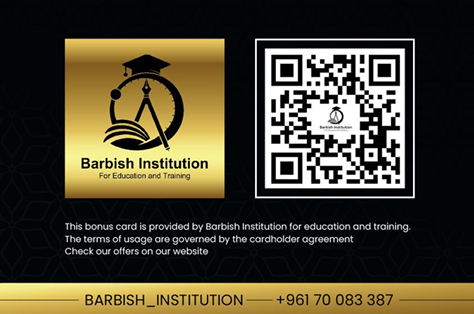 Barbish Institution
For Education and Training
Barbish Institution
This bonus card is provided by Barbish Institution for education and training.
The terms of usage are governed by the cardholder agreement
Check our offers on our website
BARBISH_INSTITUTION
+961 70 083 387